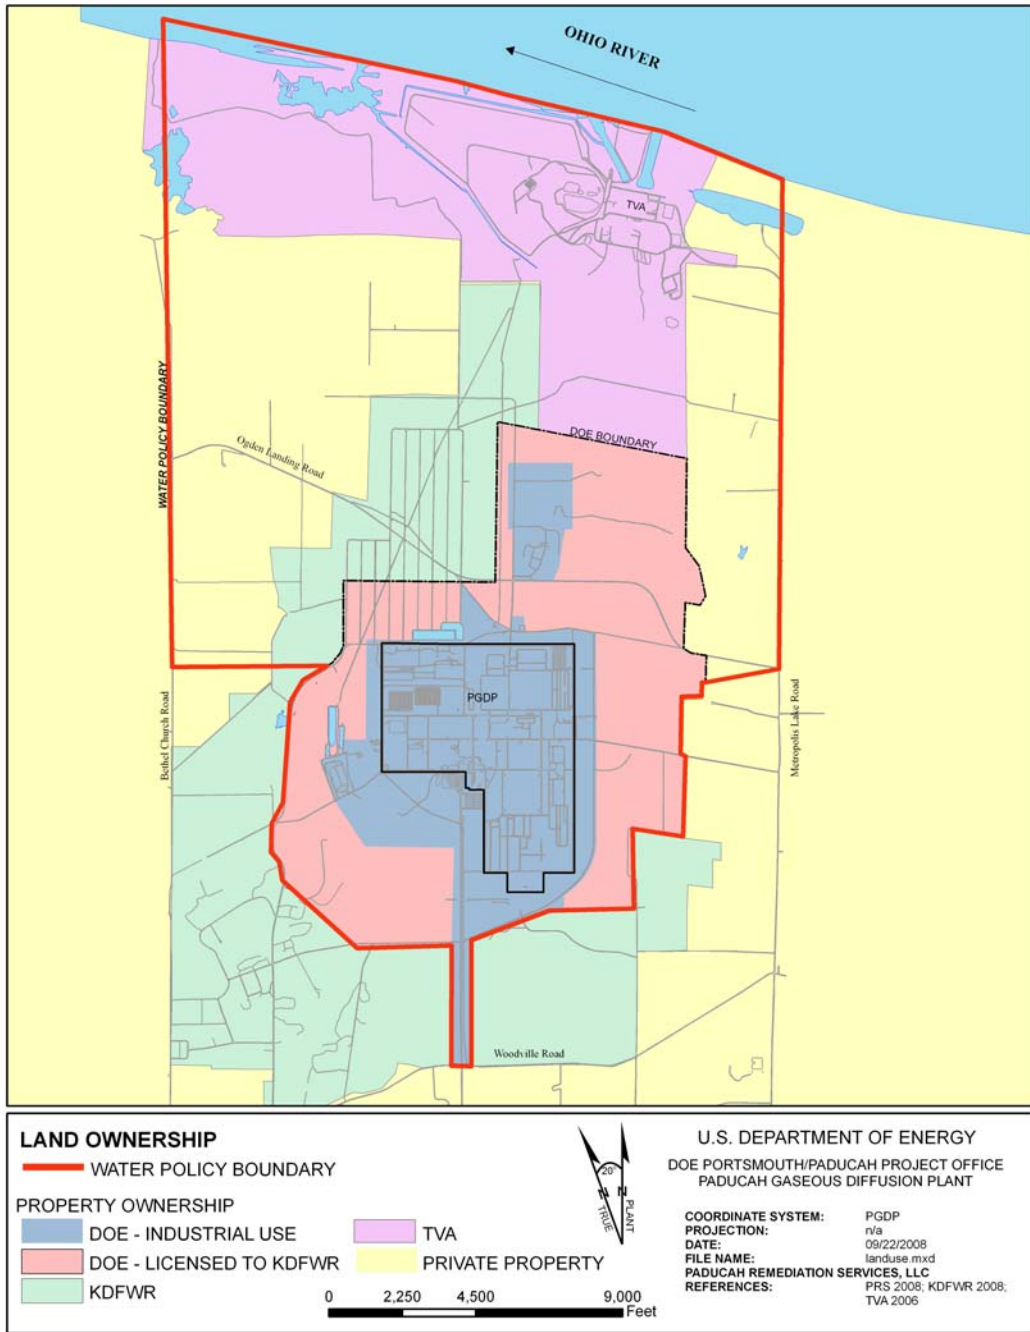 OHIO RIVER
TVA
WATER POLICY BOUNDARY
Ogden Landing Road
DOE BOUNDARY
PGDP
Bethel Church Road
Metropolis Lake Road
Woodville Road
LAND OWNERSHIP
WATER POLICY BOUNDARY
PROPERTY OWNERSHIP
DOE - INDUSTRIAL USE
DOE - LICENSED TO KDFWR
KDFWR
TVA
PRIVATE PROPERTY
0 2,250 4,500 9,000
Feet
20°
N N
TRUE
PLANT
U.S. DEPARTMENT OF ENERGY
DOE PORTSMOUTH/PADUCAH PROJECT OFFICE
PADUCAH GASEOUS DIFFUSION PLANT
COORDINATE SYSTEM: PGDP
PROJECTION: n/a
DATE: 09/22/2008
FILE NAME: landuse.mxd
PADUCAH REMEDIATION SERVICES, LLC
REFERENCES: PRS 2008; KDFWR 2008;
TVA 2006